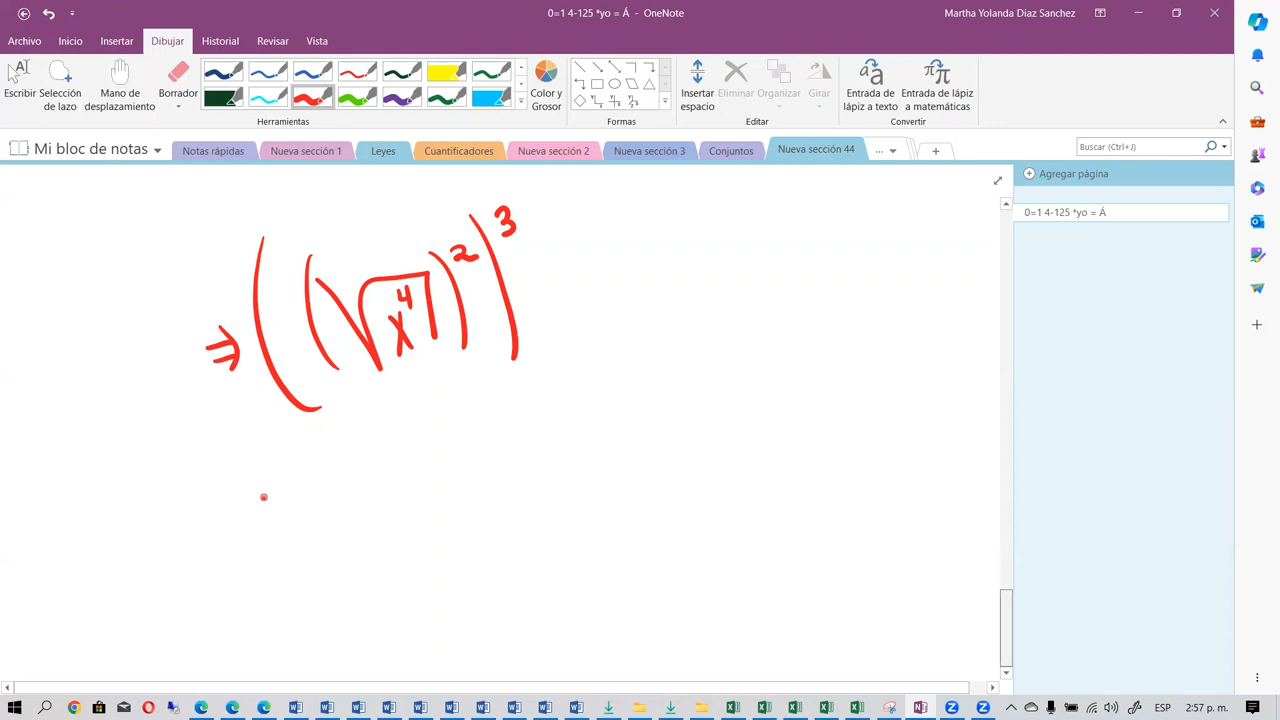 0=1 4-125 *yo = Á - OneNote
Martha Yolanda Diaz Sanchez
Archivo Inicio Insertar Dibujar Historial Revisar Vista
Escribir
Selección de lazo
Mano de desplazamiento
Borrador
Color y Grosor
Insertar espacio
Eliminar
Organizar
Girar
Entrada de lápiz a texto
Entrada de lápiz a matemáticas
Herramientas Formas Editar Convertir
Mi bloc de notas Notas rápidas Nueva sección 1 Leyes Cuantificadores Nueva sección 2 Nueva sección 3 Conjuntos Nueva sección 44 ... Buscar (Ctrl+J)
Agregar página
0=1 4-125 *yo = Á
⇒ ((√x⁴)²)³
ESP 2:57 p. m.